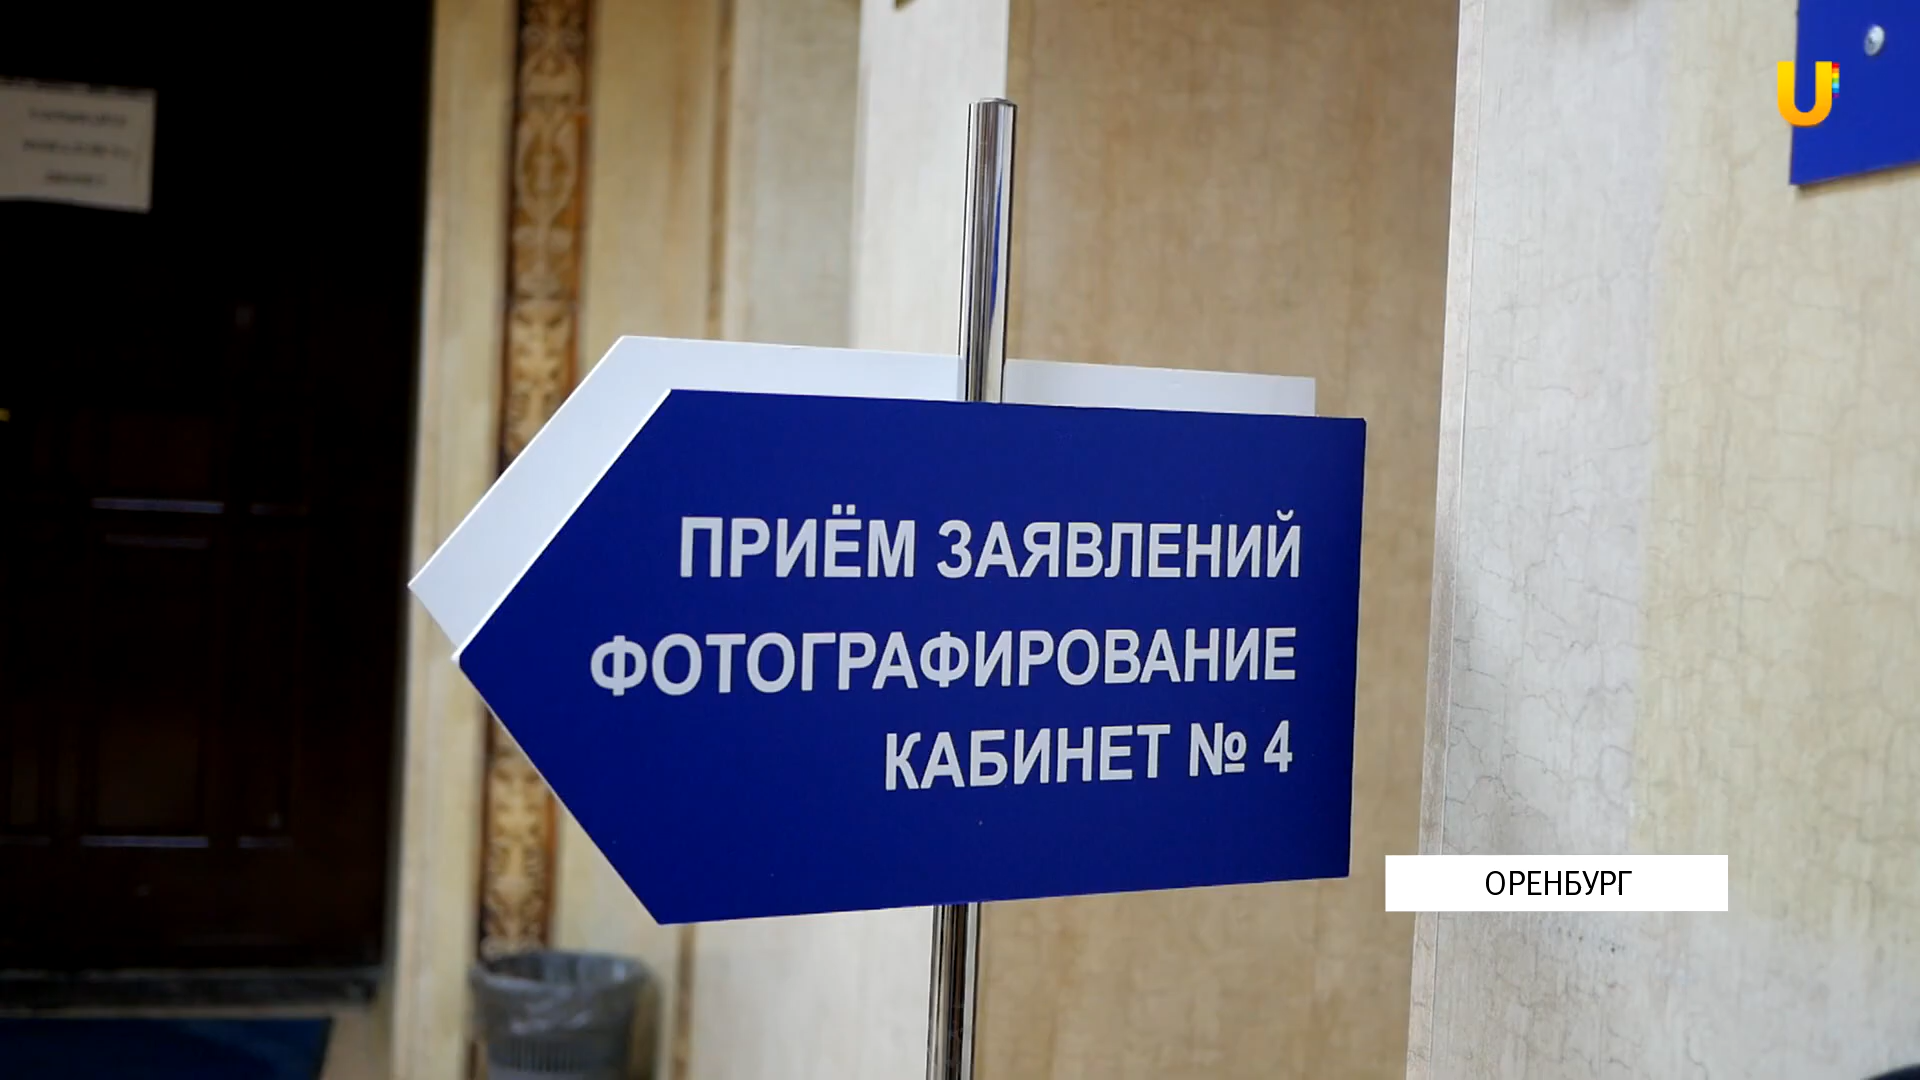 ПРИЁМ ЗАЯВЛЕНИЙ
ФОТОГРАФИРОВАНИЕ
КАБИНЕТ № 4
ОРЕНБУРГ
U